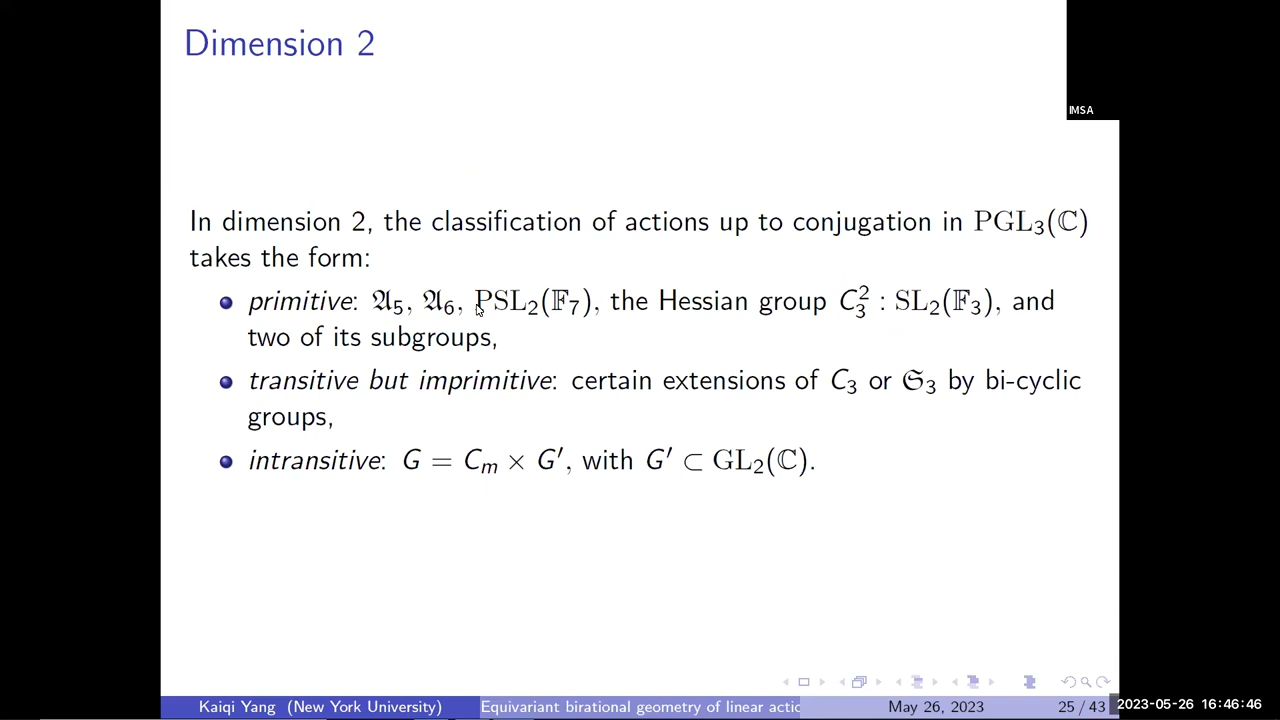 Dimension 2
IMSA
In dimension 2, the classification of actions up to conjugation in PGL₃(ℂ)
takes the form:
primitive: 𝔄₅, 𝔄₆, PSL₂(𝔽₇), the Hessian group C₃² : SL₂(𝔽₃), and
two of its subgroups,
transitive but imprimitive: certain extensions of C₃ or 𝔖₃ by bi-cyclic
groups,
intransitive: G = Cₘ × G′, with G′ ⊂ GL₂(ℂ).
Kaiqi Yang (New York University) Equivariant birational geometry of linear actio May 26, 2023 25 / 43 2023-05-26 16:46:46